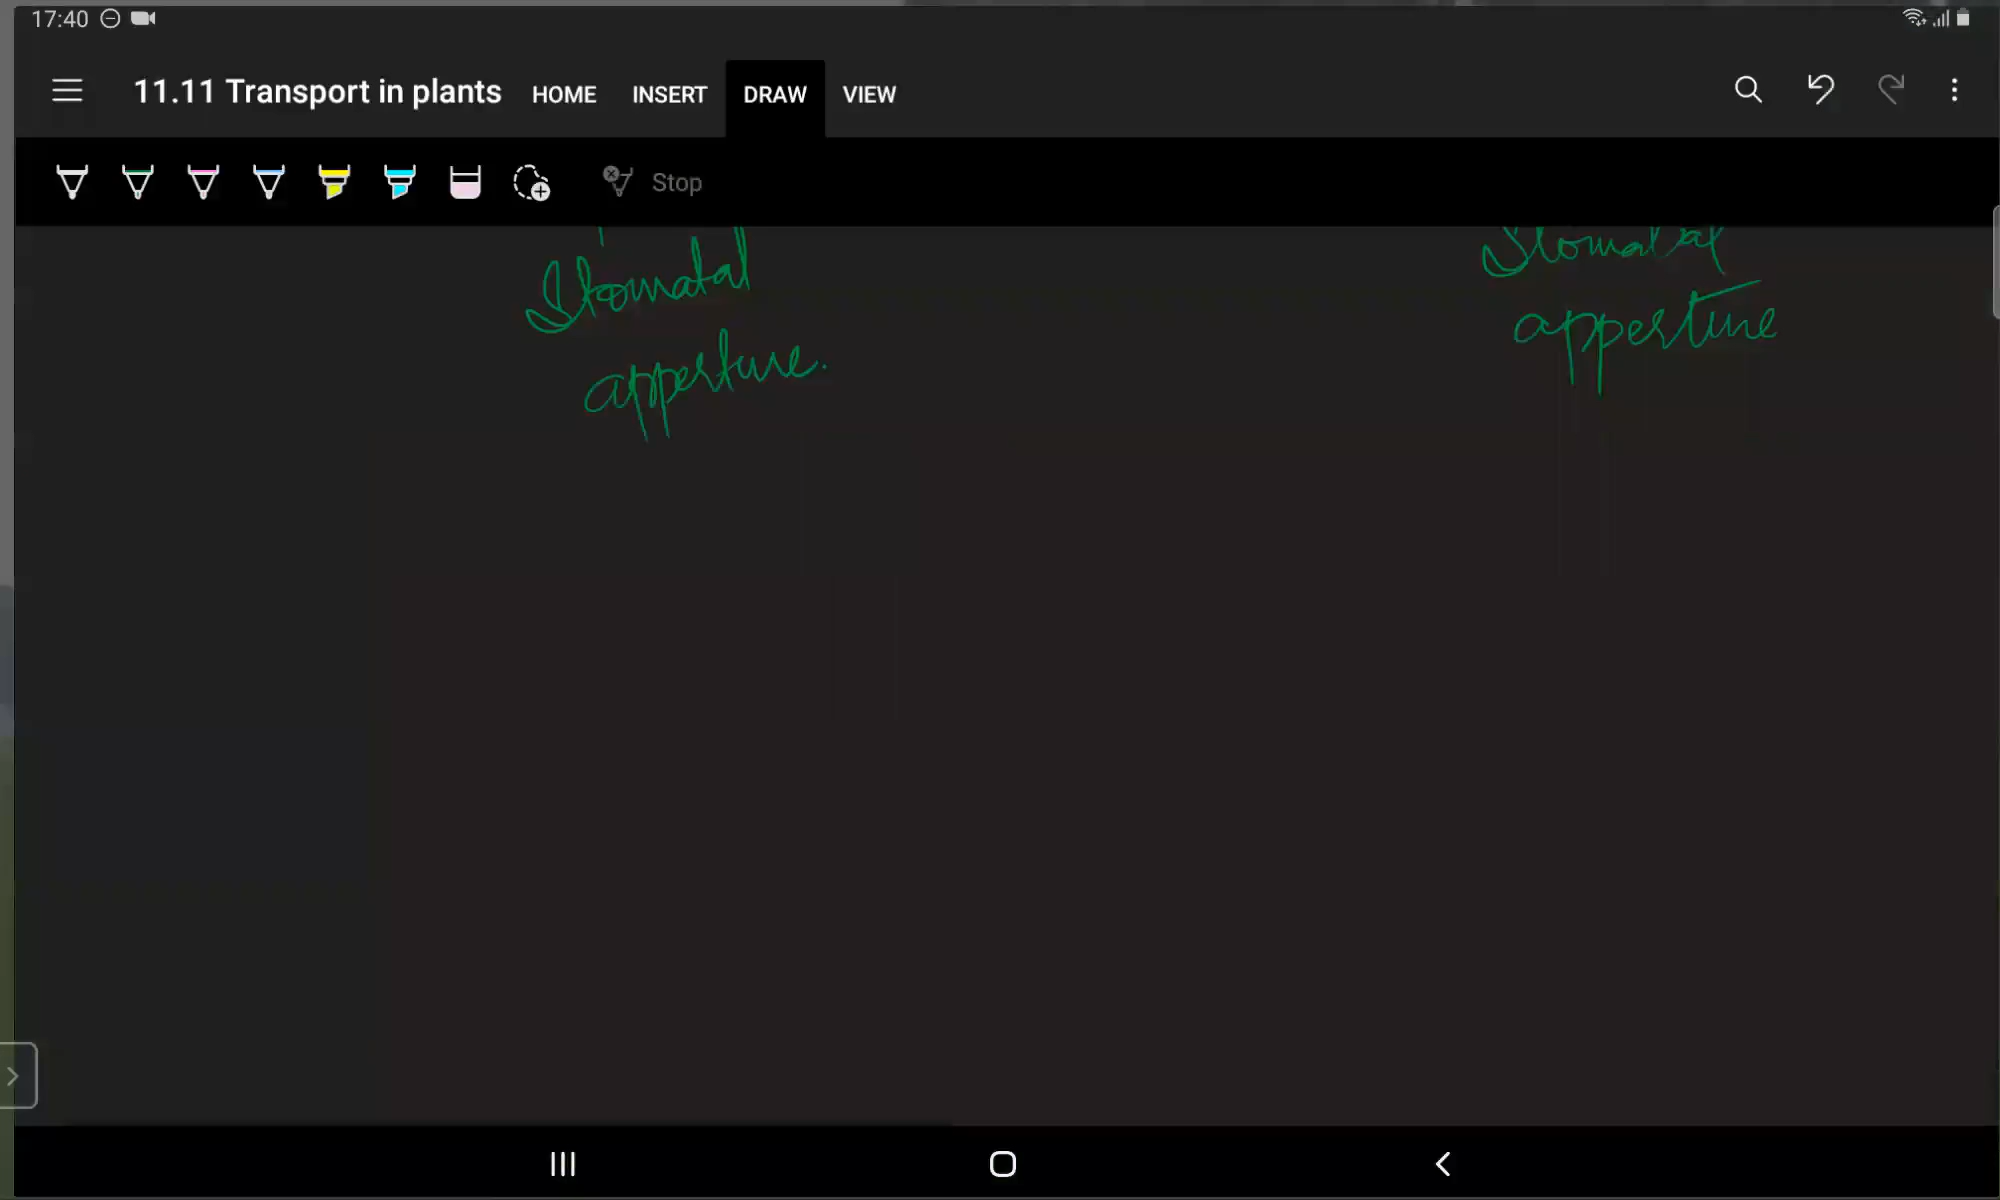 17:40
11.11 Transport in plants HOME INSERT DRAW VIEW
Stop
Stomatal
apperture.
Stomatal
apperture